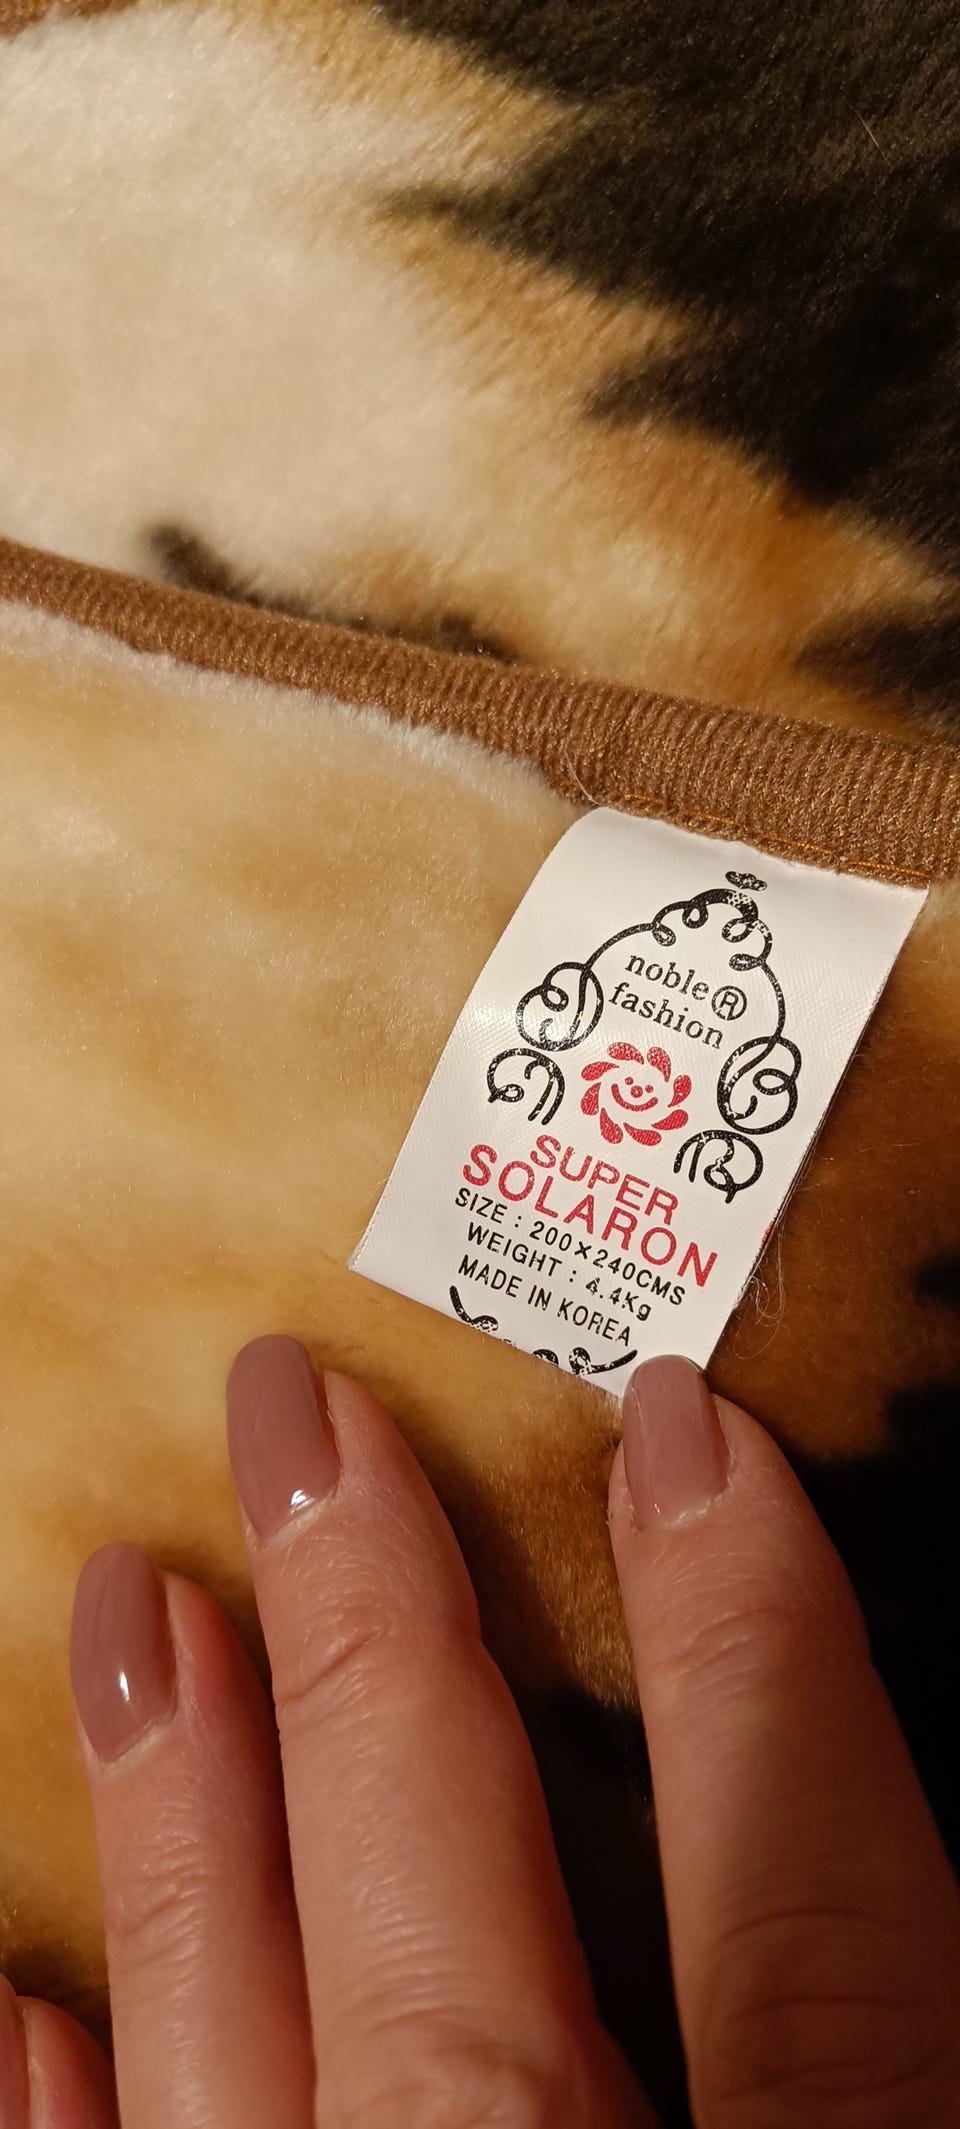 noble®
fashion
SUPER
SOLARON
SIZE : 200×240CMS
WEIGHT : 4.4Kg
MADE IN KOREA